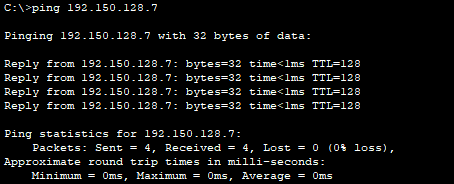 C:\>ping 192.150.128.7
Pinging 192.150.128.7 with 32 bytes of data:
Reply from 192.150.128.7: bytes=32 time<1ms TTL=128
Reply from 192.150.128.7: bytes=32 time<1ms TTL=128
Reply from 192.150.128.7: bytes=32 time<1ms TTL=128
Reply from 192.150.128.7: bytes=32 time<1ms TTL=128
Ping statistics for 192.150.128.7:
Packets: Sent = 4, Received = 4, Lost = 0 (0% loss),
Approximate round trip times in milli-seconds:
Minimum = 0ms, Maximum = 0ms, Average = 0ms